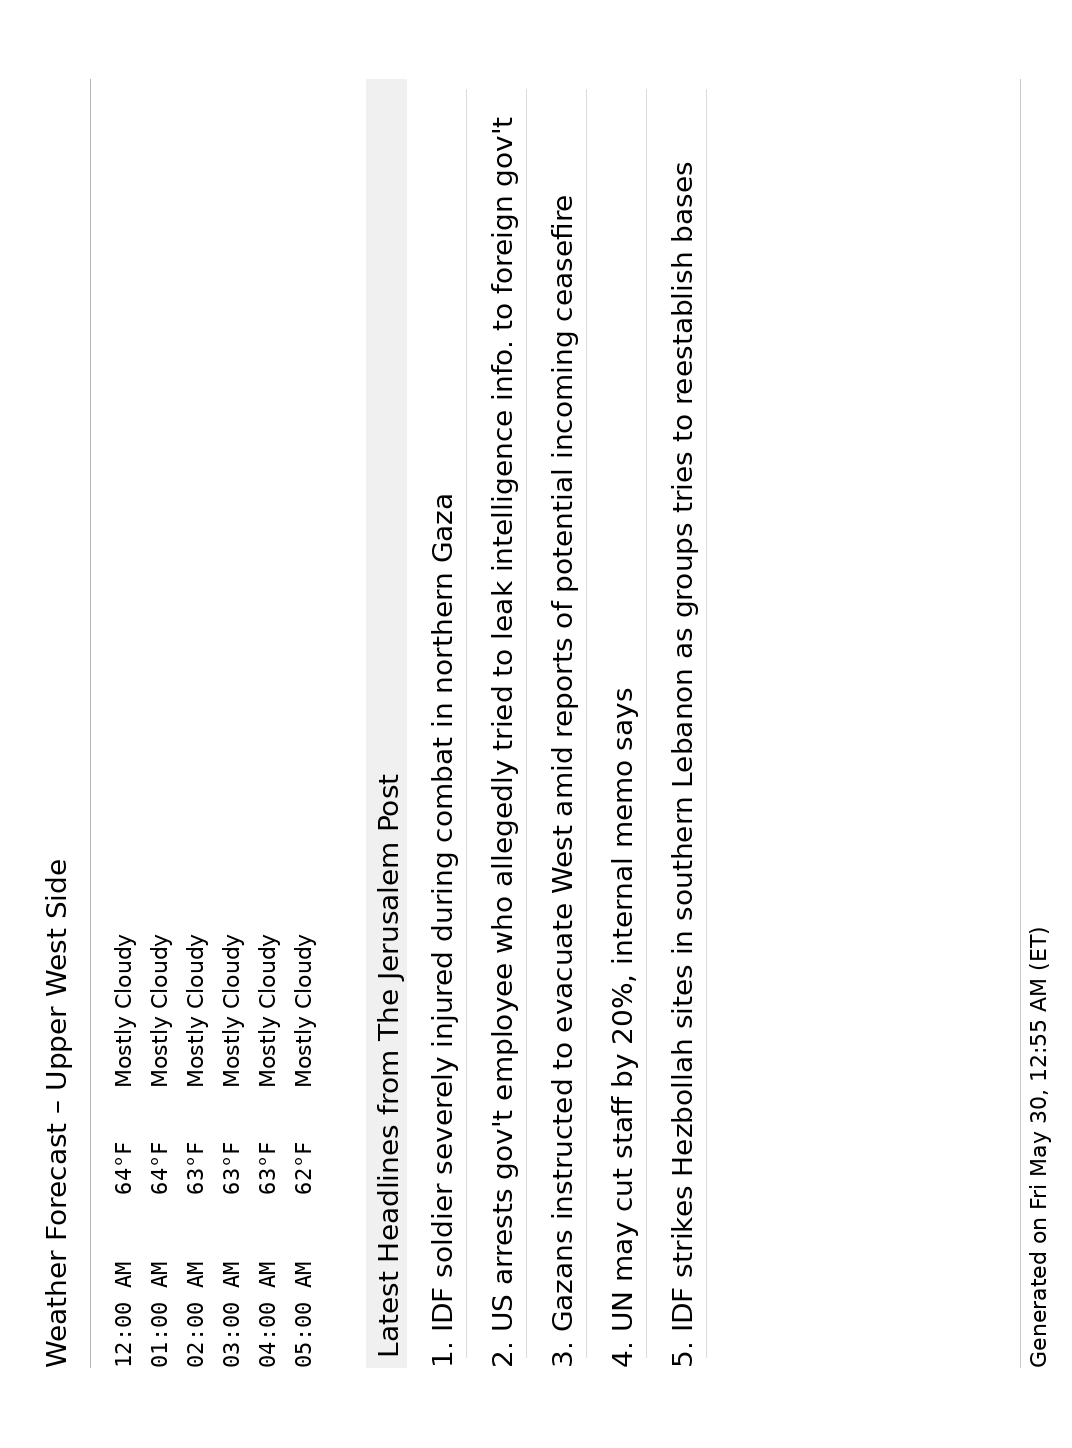 Weather Forecast – Upper West Side
12:00 AM 64°F Mostly Cloudy
01:00 AM 64°F Mostly Cloudy
02:00 AM 63°F Mostly Cloudy
03:00 AM 63°F Mostly Cloudy
04:00 AM 63°F Mostly Cloudy
05:00 AM 62°F Mostly Cloudy
Latest Headlines from The Jerusalem Post
1. IDF soldier severely injured during combat in northern Gaza
2. US arrests gov't employee who allegedly tried to leak intelligence info. to foreign gov't
3. Gazans instructed to evacuate West amid reports of potential incoming ceasefire
4. UN may cut staff by 20%, internal memo says
5. IDF strikes Hezbollah sites in southern Lebanon as groups tries to reestablish bases
Generated on Fri May 30, 12:55 AM (ET)